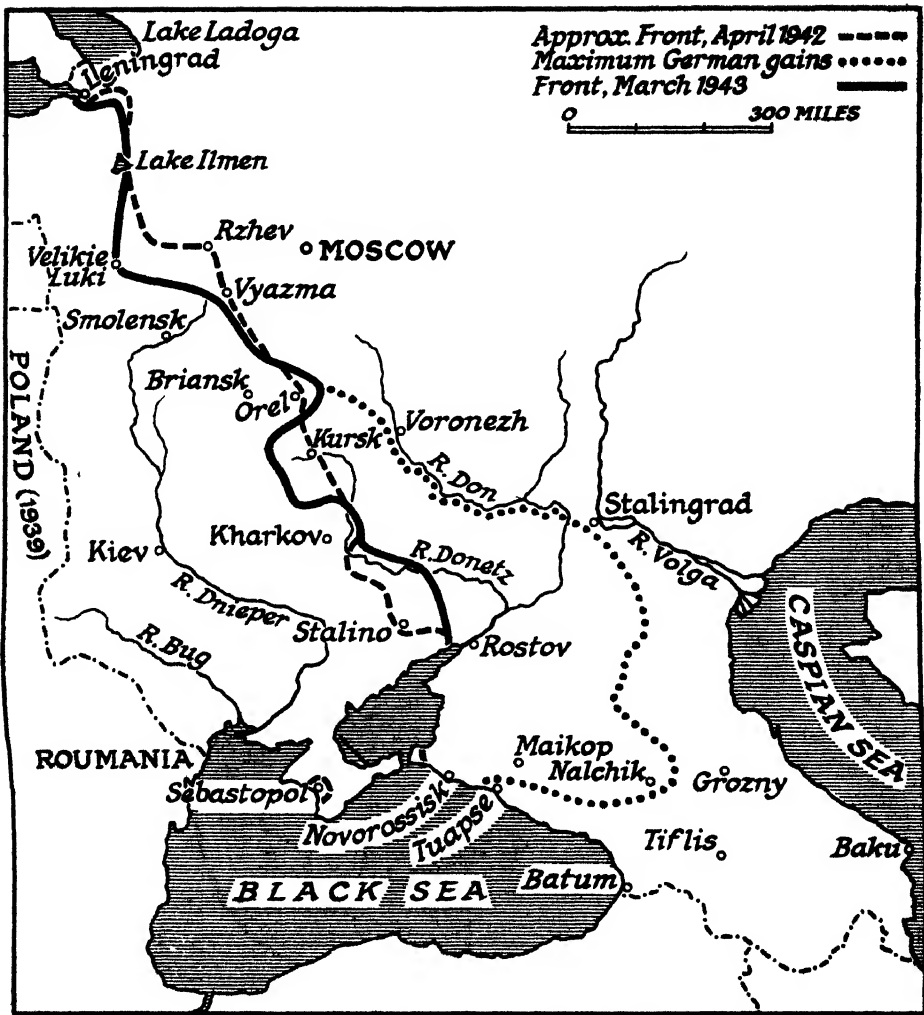 Lake Ladoga
Leningrad
Approx. Front, April 1942
Maximum German gains
Front, March 1943
0 300 MILES
Lake Ilmen
Rzhev
MOSCOW
Velikie
Luki
Vyazma
Smolensk
POLAND (1939)
Briansk
Orel
Voronezh
Kursk
R. Don
Stalingrad
Kharkov
R. Donetz
R. Volga
Kiev
R. Dnieper
Stalino
Rostov
R. Bug
CASPIAN SEA
ROUMANIA
Maikop
Nalchik
Grozny
Sebastopol
Novorossisk
Tuapse
Tiflis
Baku
BLACK SEA
Batum